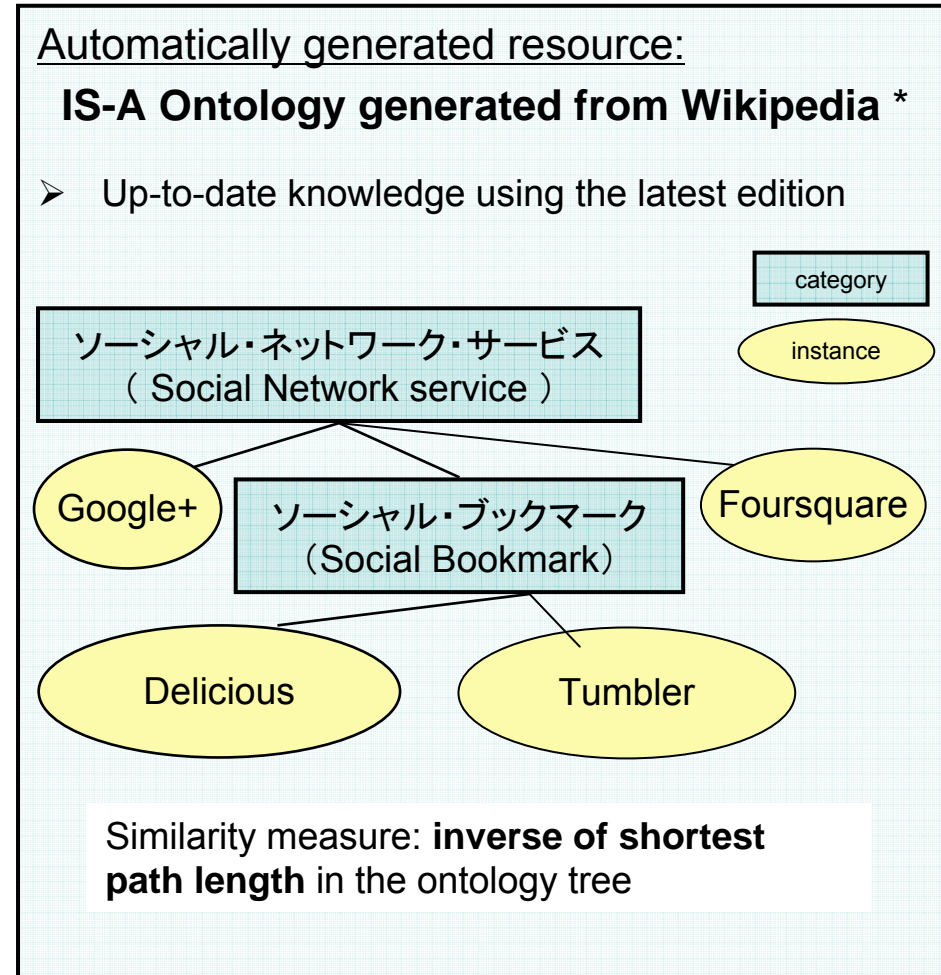 Automatically generated resource:
IS-A Ontology generated from Wikipedia *
➢ Up-to-date knowledge using the latest edition
category
instance
ソーシャル・ネットワーク・サービス
（ Social Network service ）
Google+
ソーシャル・ブックマーク
（Social Bookmark）
Foursquare
Delicious
Tumbler
Similarity measure: inverse of shortest
path length in the ontology tree